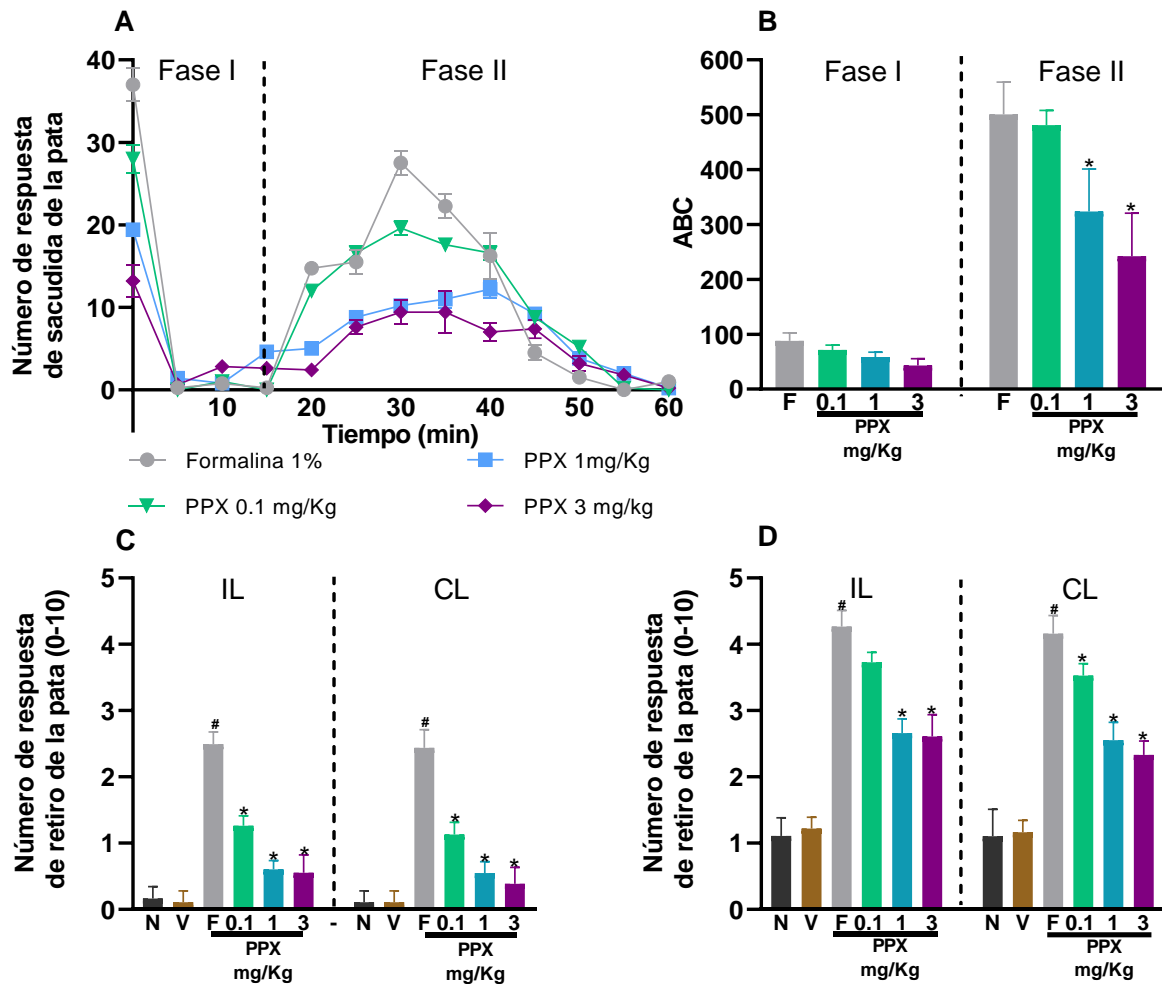 A
Fase I
Fase II
Número de respuesta
de sacudida de la pata
40
30
20
10
0
10
20
30
40
50
60
Tiempo (min)
Formalina 1%
PPX 1mg/Kg
PPX 0.1 mg/Kg
PPX 3 mg/kg
B
Fase I
Fase II
ABC
600
500
400
300
200
100
0
* *
F 0.1 1 3
F 0.1 1 3
PPX
mg/Kg
PPX
mg/Kg
C
IL
CL
Número de respuesta
de retiro de la pata (0-10)
5
4
3
2
1
0
# * * *
# * * *
N V F 0.1 1 3 -
N V F 0.1 1 3
PPX
mg/Kg
PPX
mg/Kg
D
IL
CL
Número de respuesta
de retiro de la pata (0-10)
5
4
3
2
1
0
# * *
# * * *
N V F 0.1 1 3
N V F 0.1 1 3
PPX
mg/Kg
PPX
mg/Kg